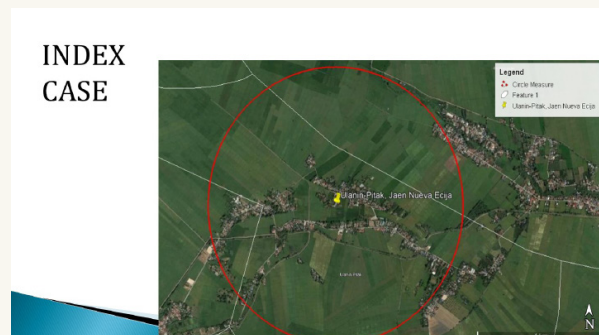 INDEX
CASE
Legend
Circle Measure
Feature 1
Ulanin-Pitak, Jaen Nueva Ecija
Ulanin-Pitak, Jaen Nueva Ecija
N